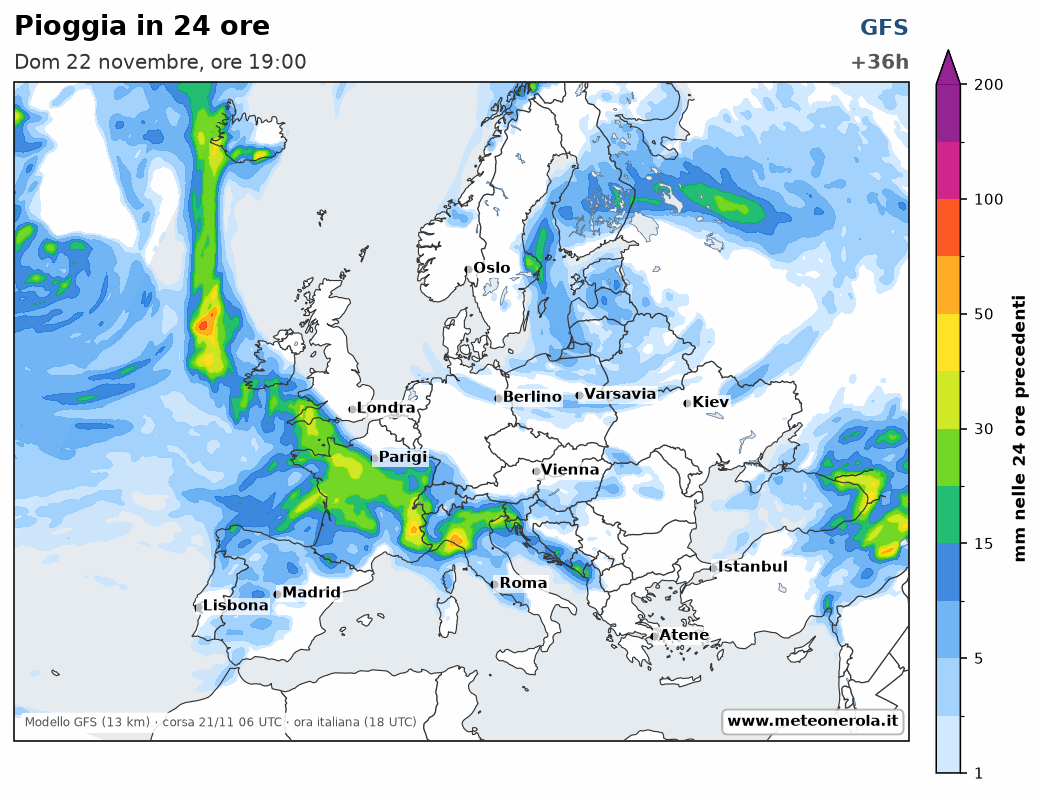 Pioggia in 24 ore
GFS
Dom 22 novembre, ore 19:00
+36h
200
100
50
30
15
5
1
mm nelle 24 ore precedenti
Oslo
Berlino
Varsavia
Kiev
Londra
Parigi
Vienna
Istanbul
Roma
Madrid
Lisbona
Atene
Modello GFS (13 km) · corsa 21/11 06 UTC · ora italiana (18 UTC)
www.meteonerola.it